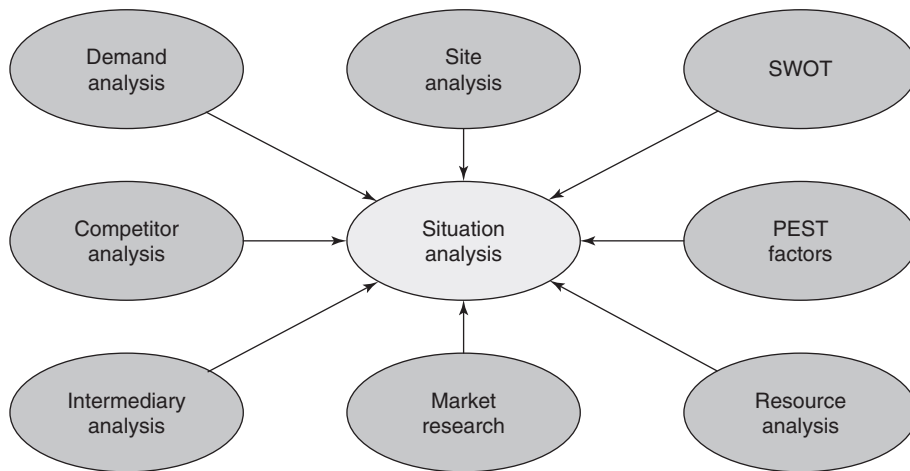 Demand
analysis
Site
analysis
SWOT
Competitor
analysis
Situation
analysis
PEST
factors
Intermediary
analysis
Market
research
Resource
analysis